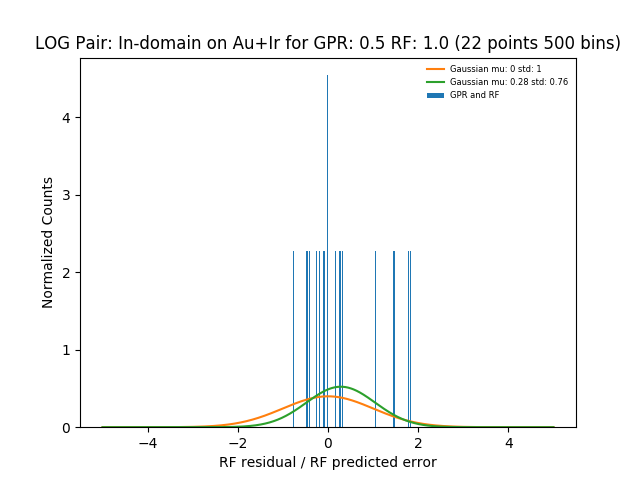 LOG Pair: In-domain on Au+Ir for GPR: 0.5 RF: 1.0 (22 points 500 bins)
Gaussian mu: 0 std: 1
Gaussian mu: 0.28 std: 0.76
GPR and RF
Normalized Counts
4
3
2
1
0
−4 −2 0 2 4
RF residual / RF predicted error